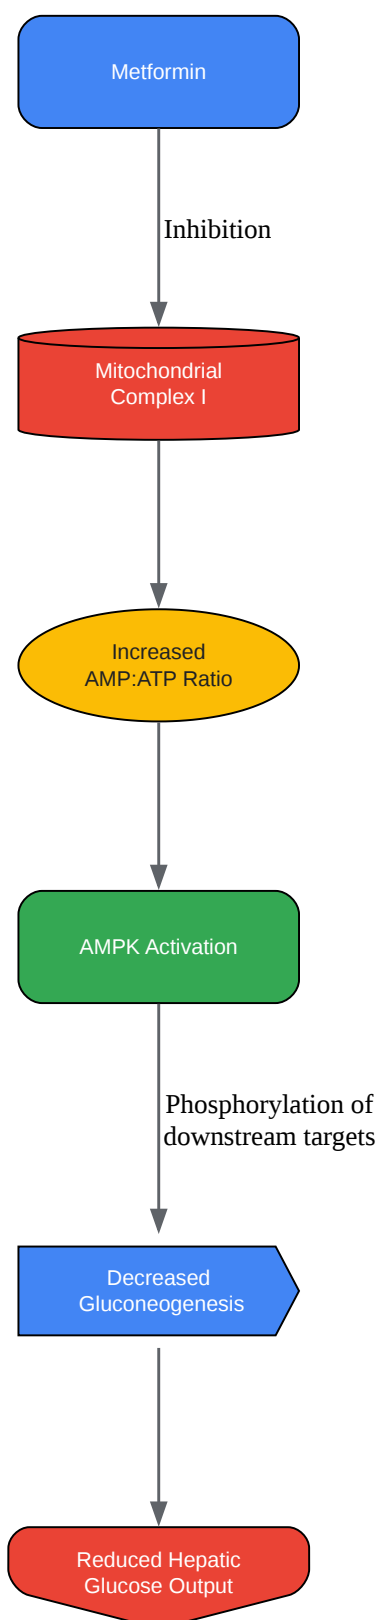 Metformin
Inhibition
Mitochondrial
Complex I
Increased
AMP:ATP Ratio
AMPK Activation
Phosphorylation of
downstream targets
Decreased
Gluconeogenesis
Reduced Hepatic
Glucose Output